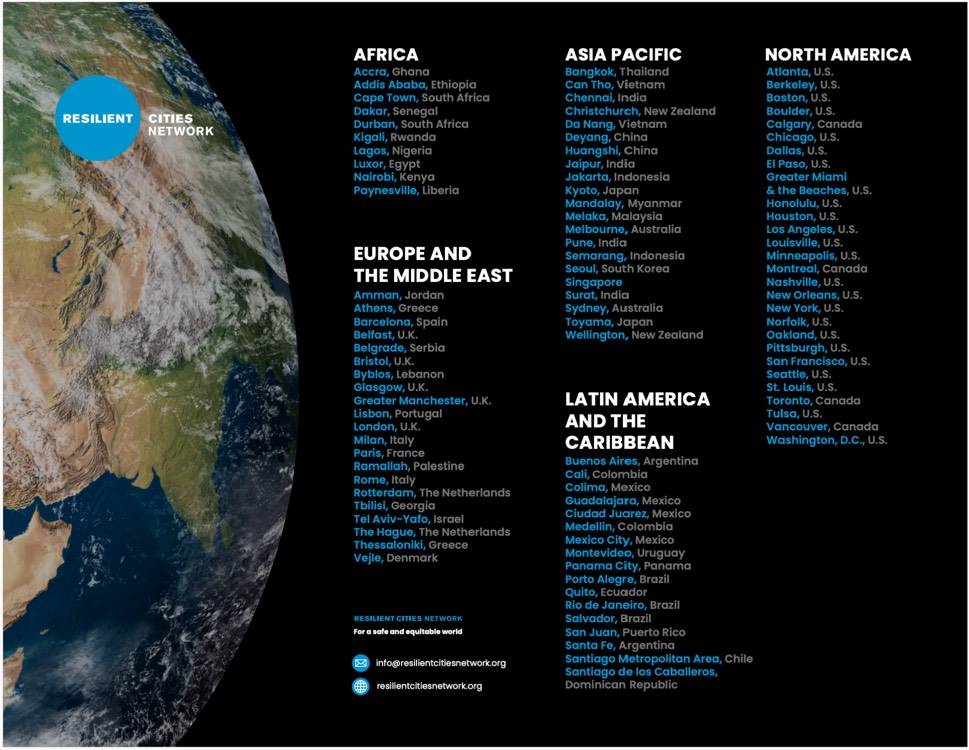 RESILIENT CITIES
NETWORK
AFRICA
Accra, Ghana
Addis Ababa, Ethiopia
Cape Town, South Africa
Dakar, Senegal
Durban, South Africa
Kigali, Rwanda
Lagos, Nigeria
Luxor, Egypt
Nairobi, Kenya
Paynesville, Liberia
EUROPE AND
THE MIDDLE EAST
Amman, Jordan
Athens, Greece
Barcelona, Spain
Belfast, U.K.
Belgrade, Serbia
Bristol, U.K.
Byblos, Lebanon
Glasgow, U.K.
Greater Manchester, U.K.
Lisbon, Portugal
London, U.K.
Milan, Italy
Paris, France
Ramallah, Palestine
Rome, Italy
Rotterdam, The Netherlands
Tbilisi, Georgia
Tel Aviv-Yafo, Israel
The Hague, The Netherlands
Thessaloniki, Greece
Vejle, Denmark
RESILIENT CITIES NETWORK
For a safe and equitable world
info@resilientcitiesnetwork.org
resilientcitiesnetwork.org
ASIA PACIFIC
Bangkok, Thailand
Can Tho, Vietnam
Chennai, India
Christchurch, New Zealand
Da Nang, Vietnam
Deyang, China
Huangshi, China
Jaipur, India
Jakarta, Indonesia
Kyoto, Japan
Mandalay, Myanmar
Melaka, Malaysia
Melbourne, Australia
Pune, India
Semarang, Indonesia
Seoul, South Korea
Singapore
Surat, India
Sydney, Australia
Toyama, Japan
Wellington, New Zealand
LATIN AMERICA
AND THE
CARIBBEAN
Buenos Aires, Argentina
Cali, Colombia
Colima, Mexico
Guadalajara, Mexico
Ciudad Juarez, Mexico
Medellin, Colombia
Mexico City, Mexico
Montevideo, Uruguay
Panama City, Panama
Porto Alegre, Brazil
Quito, Ecuador
Rio de Janeiro, Brazil
Salvador, Brazil
San Juan, Puerto Rico
Santa Fe, Argentina
Santiago Metropolitan Area, Chile
Santiago de los Caballeros,
Dominican Republic
NORTH AMERICA
Atlanta, U.S.
Berkeley, U.S.
Boston, U.S.
Boulder, U.S.
Calgary, Canada
Chicago, U.S.
Dallas, U.S.
El Paso, U.S.
Greater Miami
& the Beaches, U.S.
Honolulu, U.S.
Houston, U.S.
Los Angeles, U.S.
Louisville, U.S.
Minneapolis, U.S.
Montreal, Canada
Nashville, U.S.
New Orleans, U.S.
New York, U.S.
Norfolk, U.S.
Oakland, U.S.
Pittsburgh, U.S.
San Francisco, U.S.
Seattle, U.S.
St. Louis, U.S.
Toronto, Canada
Tulsa, U.S.
Vancouver, Canada
Washington, D.C., U.S.